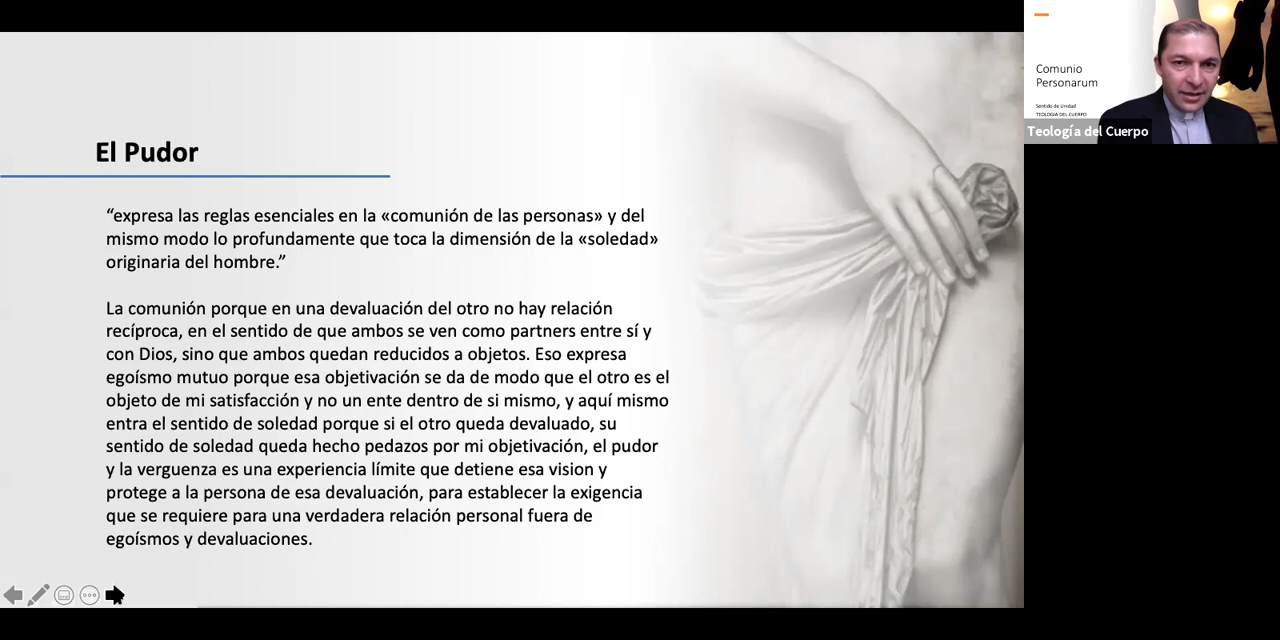 El Pudor
“expresa las reglas esenciales en la «comunión de las personas» y del
mismo modo lo profundamente que toca la dimensión de la «soledad»
originaria del hombre.”
La comunión porque en una devaluación del otro no hay relación
recíproca, en el sentido de que ambos se ven como partners entre sí y
con Dios, sino que ambos quedan reducidos a objetos. Eso expresa
egoísmo mutuo porque esa objetivación se da de modo que el otro es el
objeto de mi satisfacción y no un ente dentro de si mismo, y aquí mismo
entra el sentido de soledad porque si el otro queda devaluado, su
sentido de soledad queda hecho pedazos por mi objetivación, el pudor
y la verguenza es una experiencia límite que detiene esa vision y
protege a la persona de esa devaluación, para establecer la exigencia
que se requiere para una verdadera relación personal fuera de
egoísmos y devaluaciones.
Comunio
Personarum
Sentido de Unidad
TEOLOGIA DEL CUERPO
Teología del Cuerpo